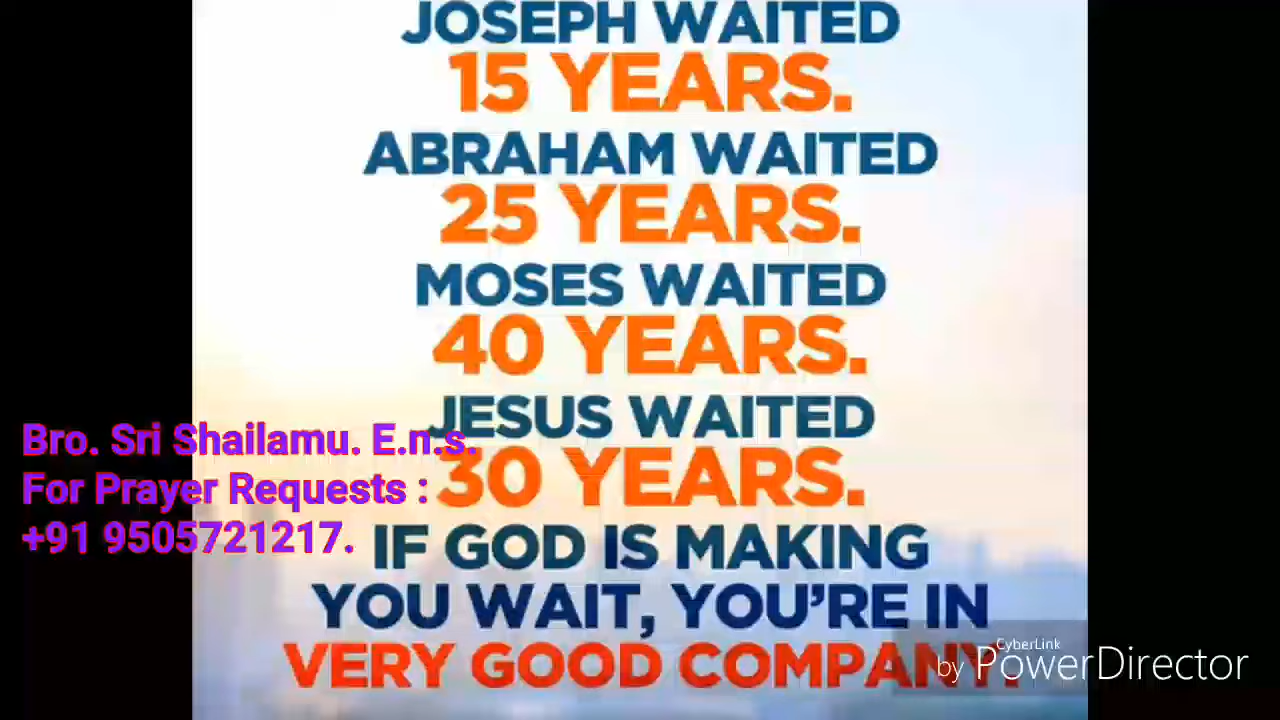 JOSEPH WAITED
15 YEARS.
ABRAHAM WAITED
25 YEARS.
MOSES WAITED
40 YEARS.
JESUS WAITED
30 YEARS.
IF GOD IS MAKING
YOU WAIT, YOU'RE IN
VERY GOOD COMPANY.
Bro. Sri Shailamu. E.n.s.
For Prayer Requests :
+91 9505721217.
CyberLink
by PowerDirector